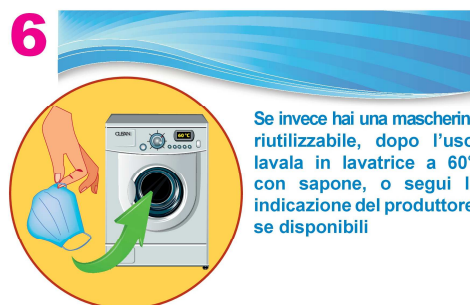 6
CLEAN
60°C
Se invece hai una mascherin
riutilizzabile, dopo l'uso
lavala in lavatrice a 60°
con sapone, o segui l
indicazione del produttore
se disponibili